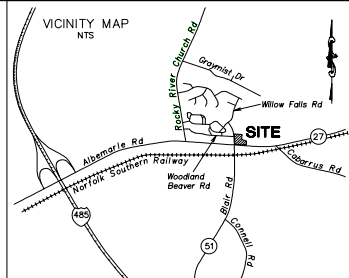 VICINITY MAP
NTS
Rocky River Church Rd
Graymist Dr
Willow Falls Rd
SITE
27
Albemarle Rd
Norfolk Southern Railway
Cabarrus Rd
Woodland
Beaver Rd
485
Blair Rd
51
Connell Rd